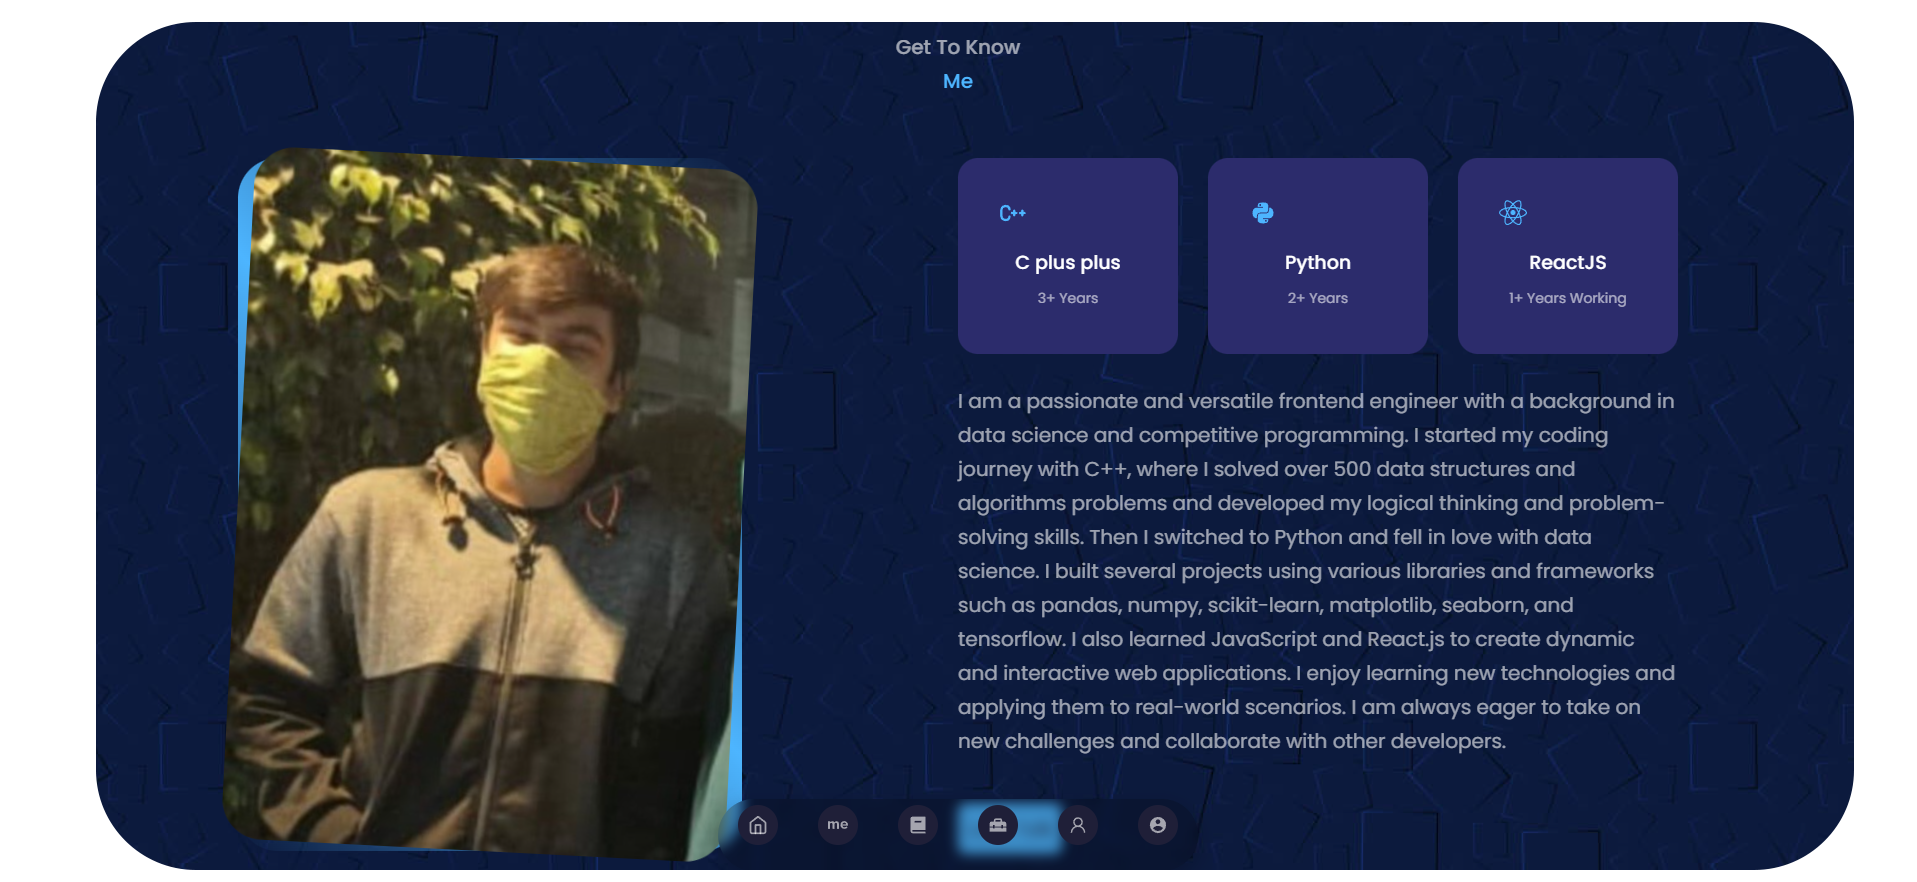 Get To Know
Me
C++
C plus plus
3+ Years
Python
2+ Years
ReactJS
1+ Years Working
I am a passionate and versatile frontend engineer with a background in
data science and competitive programming. I started my coding
journey with C++, where I solved over 500 data structures and
algorithms problems and developed my logical thinking and problem-
solving skills. Then I switched to Python and fell in love with data
science. I built several projects using various libraries and frameworks
such as pandas, numpy, scikit-learn, matplotlib, seaborn, and
tensorflow. I also learned JavaScript and React.js to create dynamic
and interactive web applications. I enjoy learning new technologies and
applying them to real-world scenarios. I am always eager to take on
new challenges and collaborate with other developers.
me